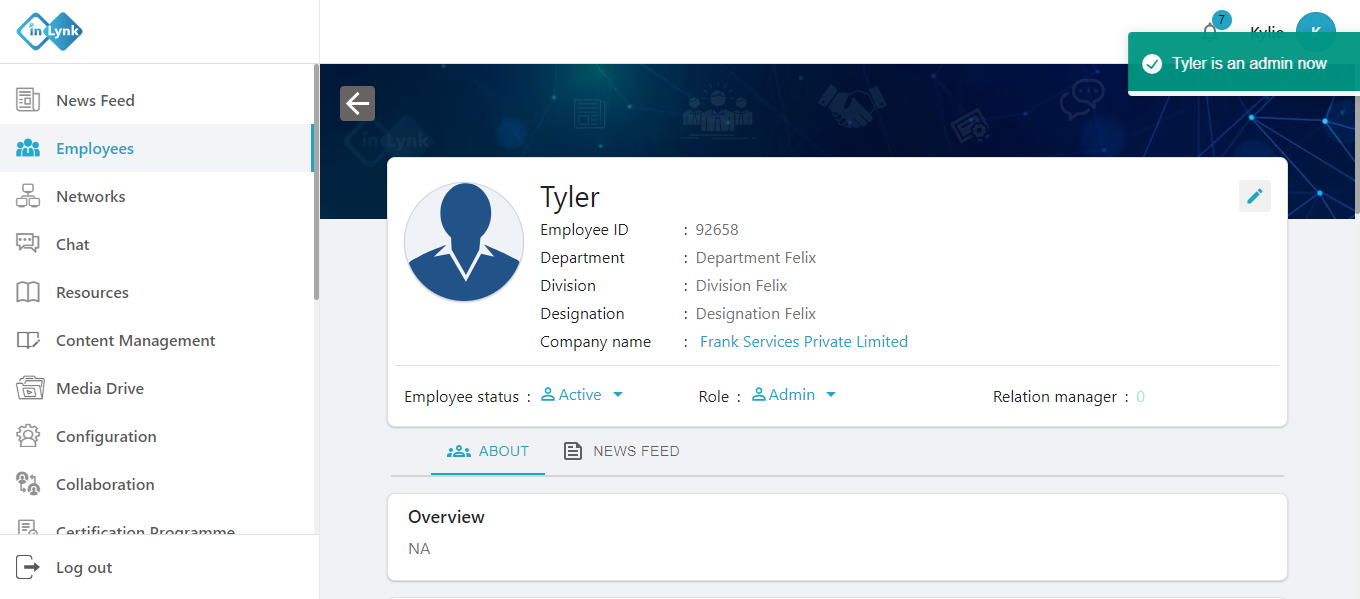 inLynk
News Feed
Employees
Networks
Chat
Resources
Content Management
Media Drive
Configuration
Collaboration
Certification Programme
Log out
7
Kylie
K
Tyler is an admin now
inLynk
Tyler
Employee ID : 92658
Department : Department Felix
Division : Division Felix
Designation : Designation Felix
Company name : Frank Services Private Limited
Employee status : Active
Role : Admin
Relation manager : 0
ABOUT
NEWS FEED
Overview
NA